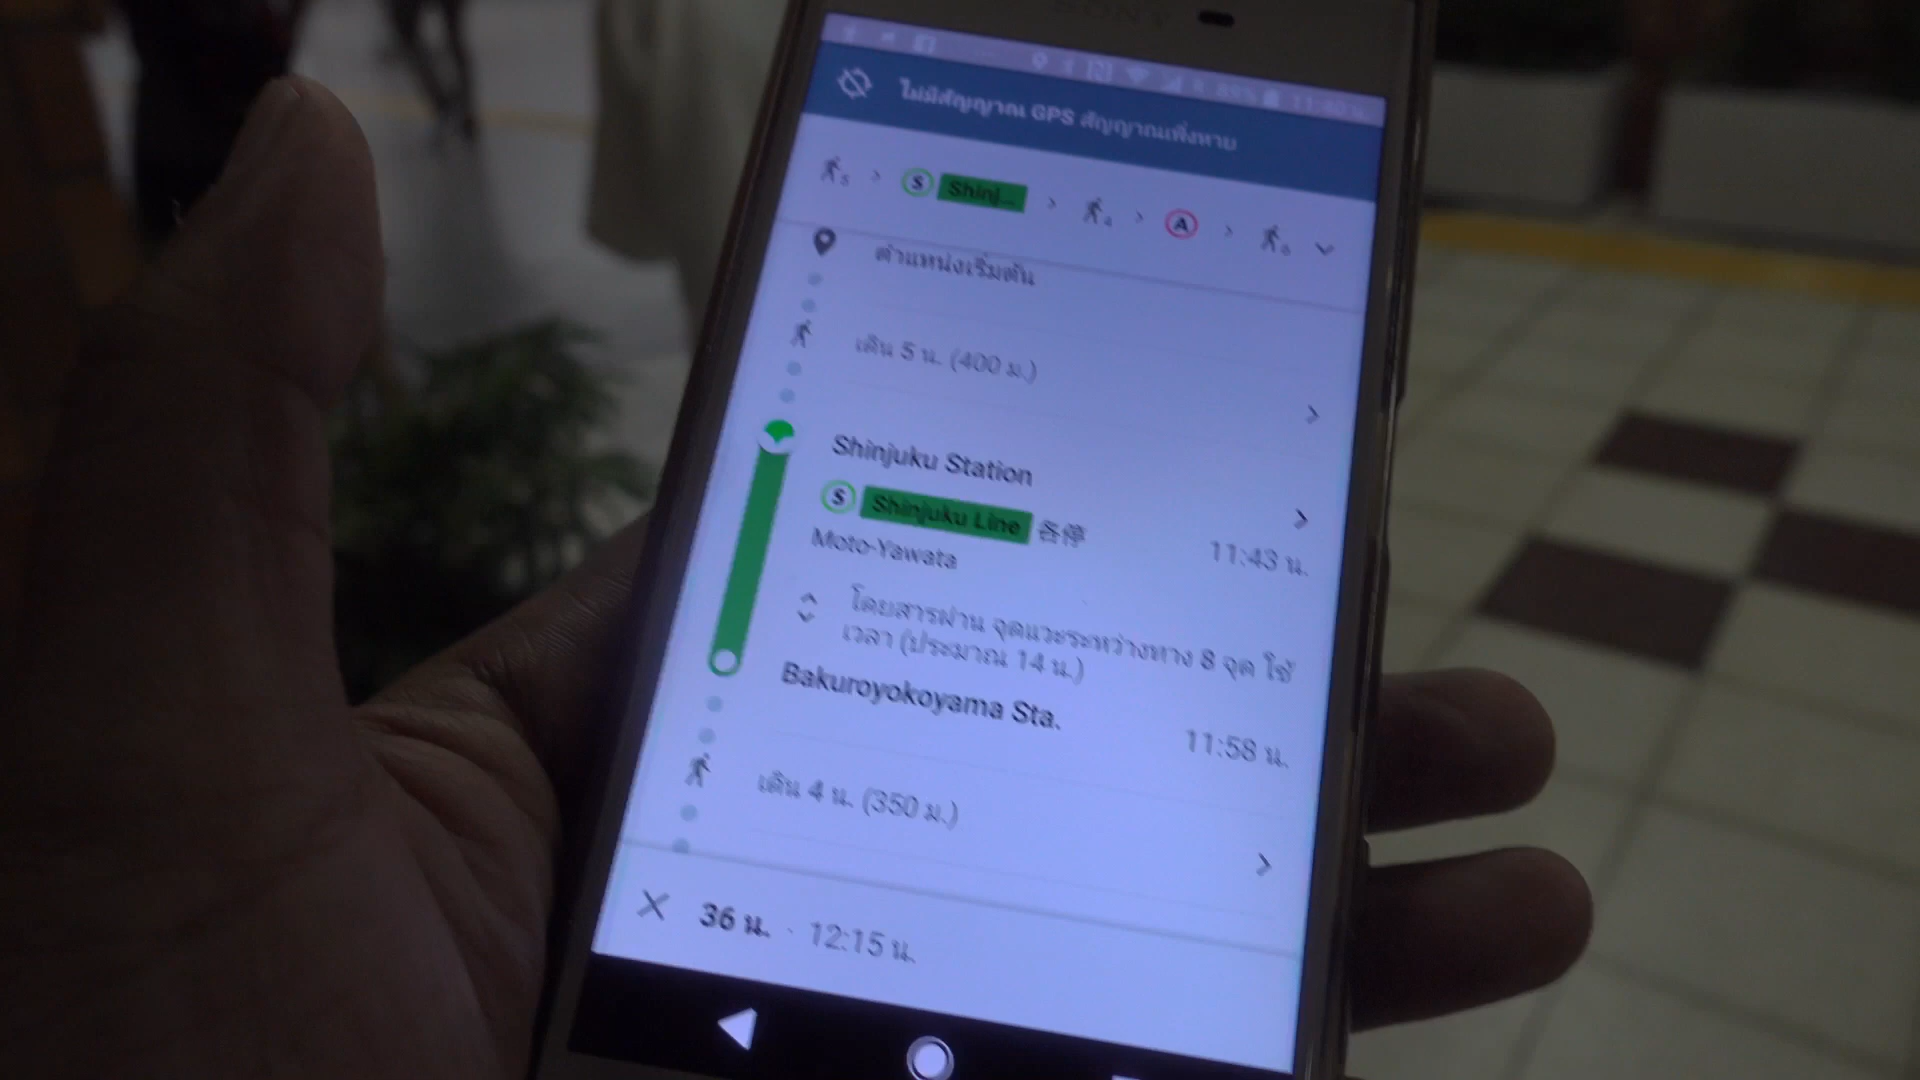 SONY
ไม่มีสัญญาณ GPS สัญญาณเพิ่งหาย
5 S Shinj... 4 A 6
ตำแหน่งเริ่มต้น
เดิน 5 น. (400 ม.)
Shinjuku Station
S Shinjuku Line 各停
Moto-Yawata
11:43 น.
โดยสารผ่าน จุดแวะระหว่างทาง 8 จุด ใช้
เวลา (ประมาณ 14 น.)
Bakuroyokoyama Sta.
11:58 น.
เดิน 4 น. (350 ม.)
36 น. · 12:15 น.